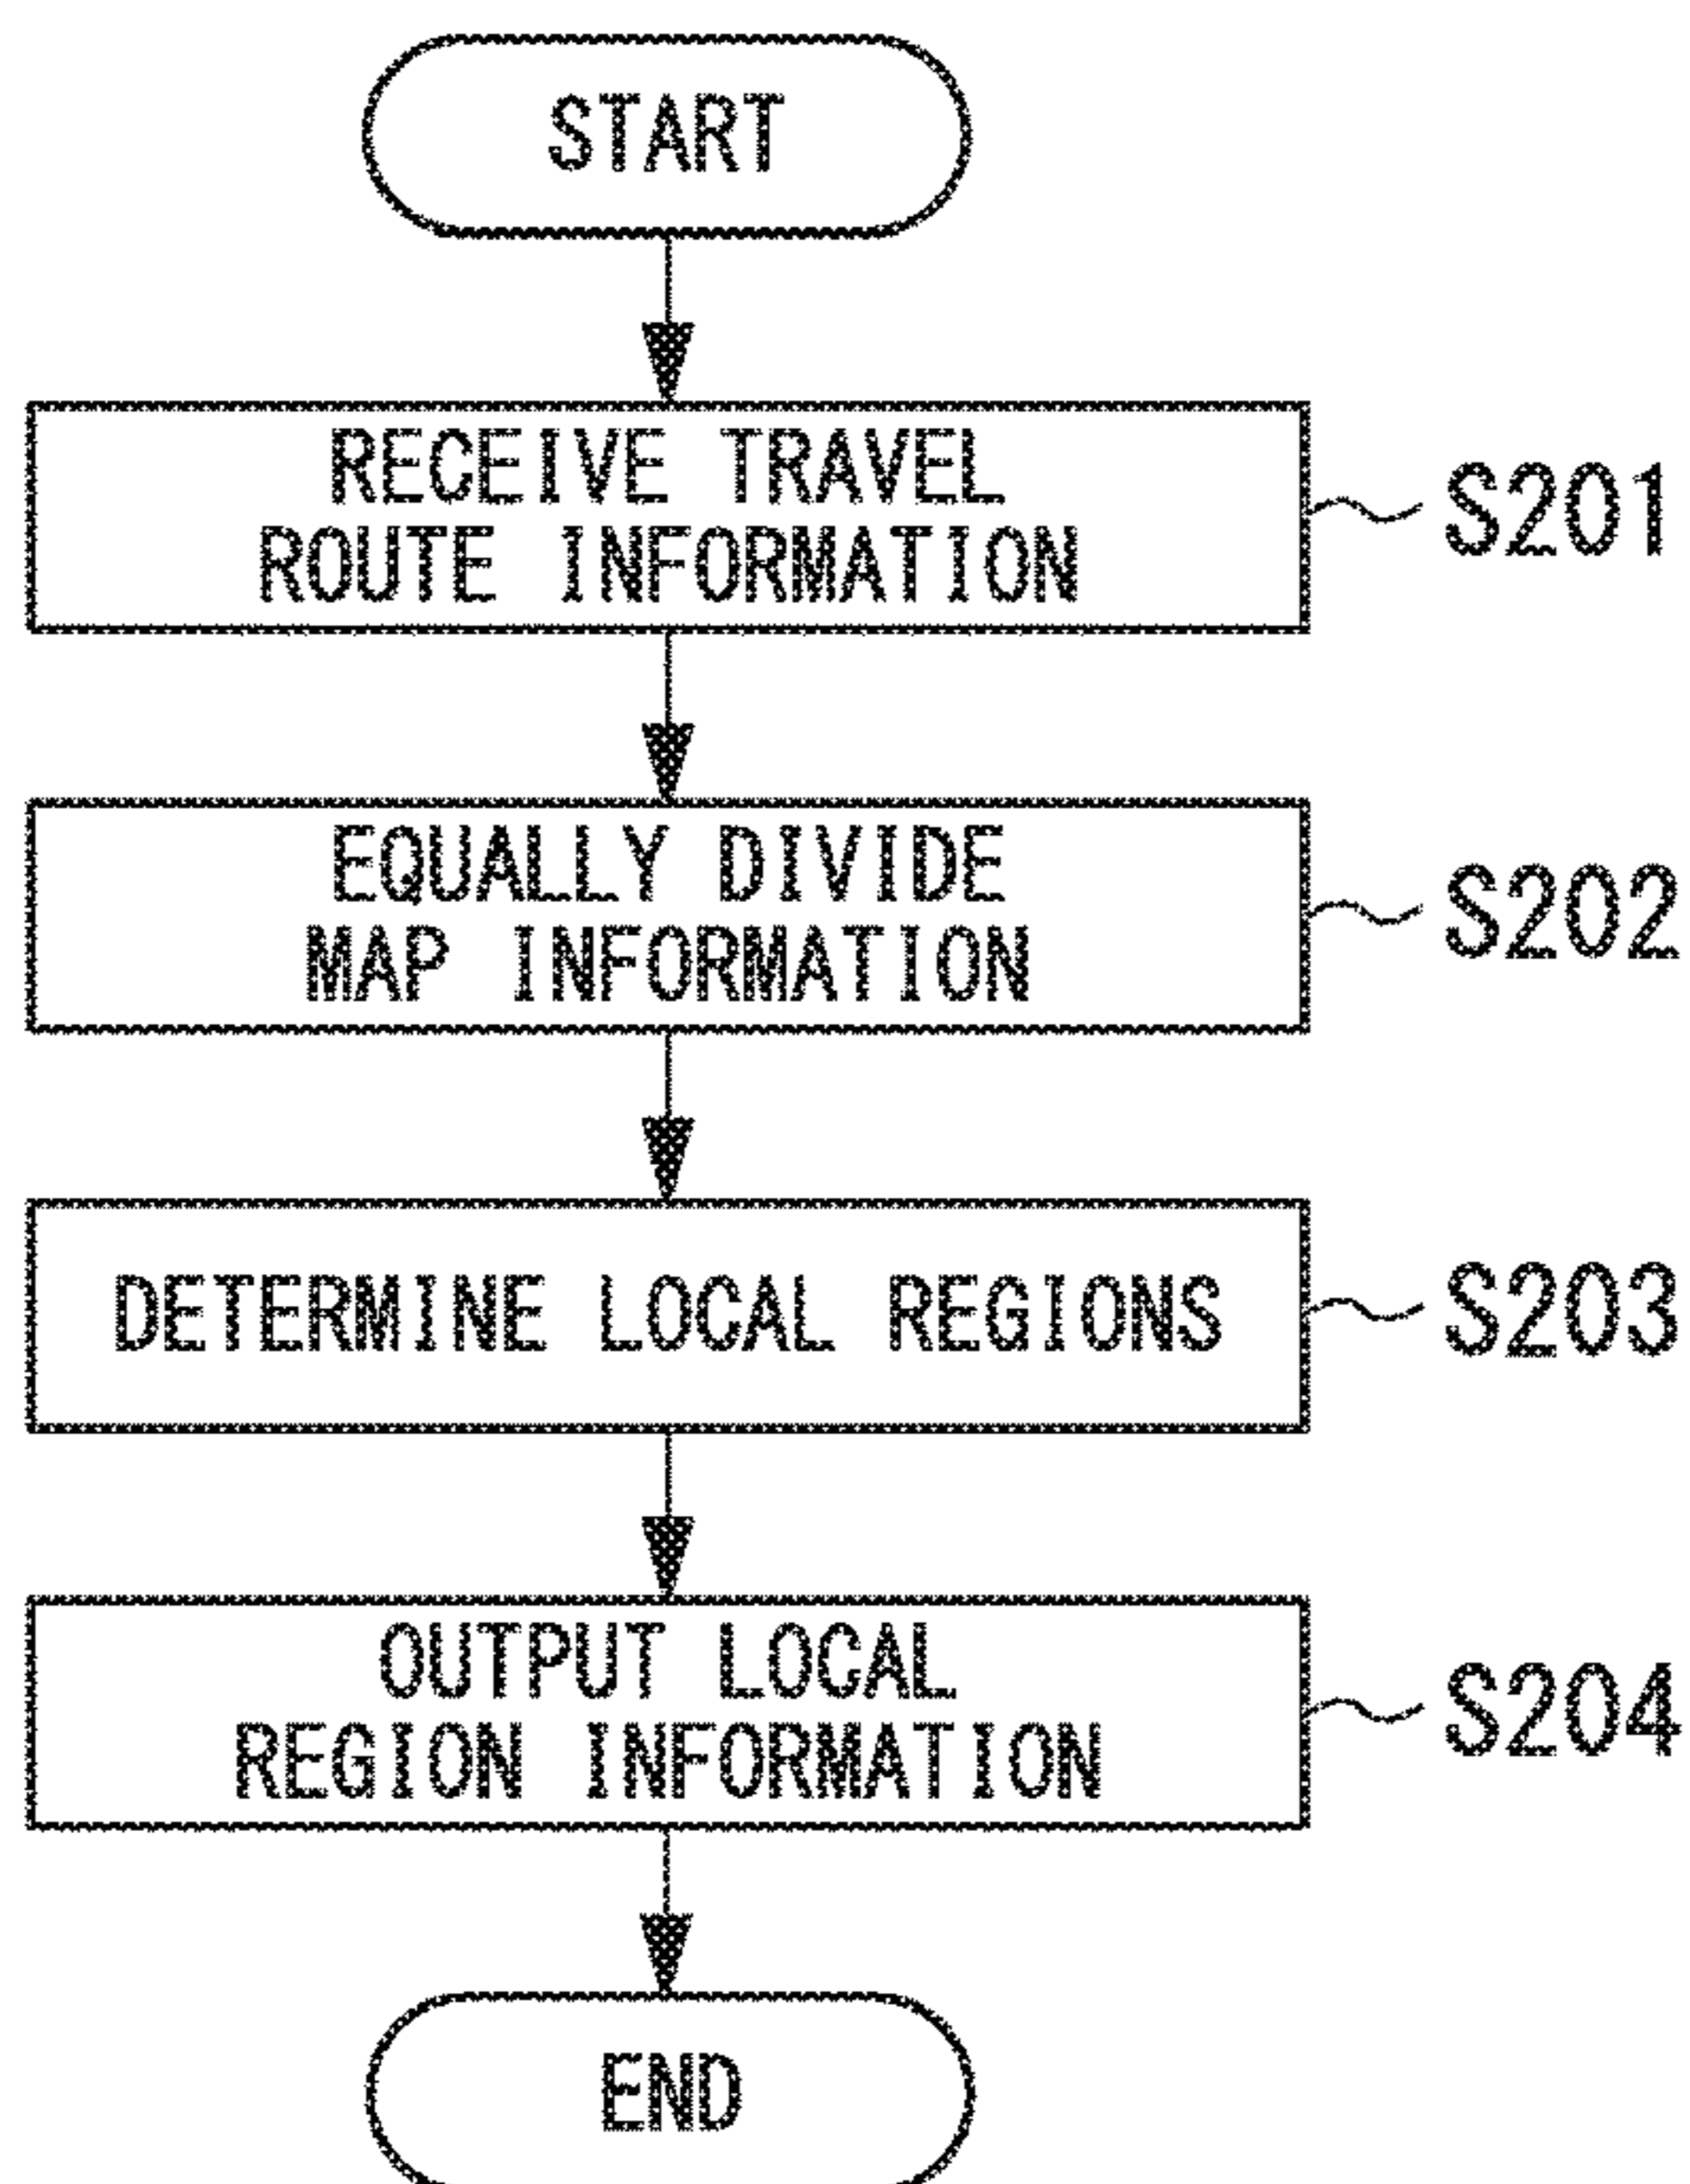 START
RECEIVE TRAVEL
ROUTE INFORMATION
S201
EQUALLY DIVIDE
MAP INFORMATION
S202
DETERMINE LOCAL REGIONS
S203
OUTPUT LOCAL
REGION INFORMATION
S204
END